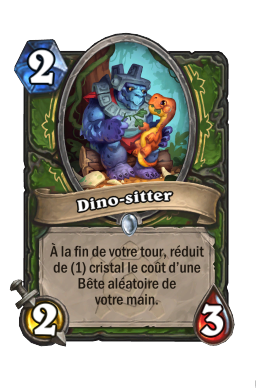 2
Dino-sitter
À la fin de votre tour, réduit
de (1) cristal le coût d'une
Bête aléatoire de
votre main.
2
3